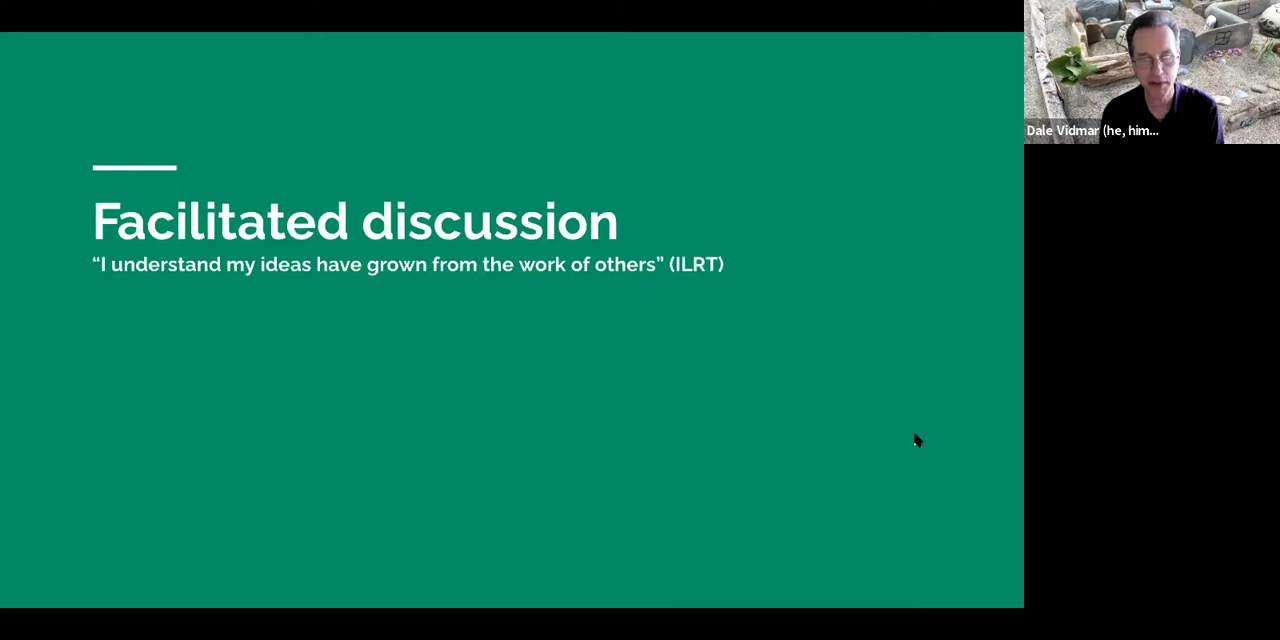 Facilitated discussion
“I understand my ideas have grown from the work of others” (ILRT)
Dale Vidmar (he, him...